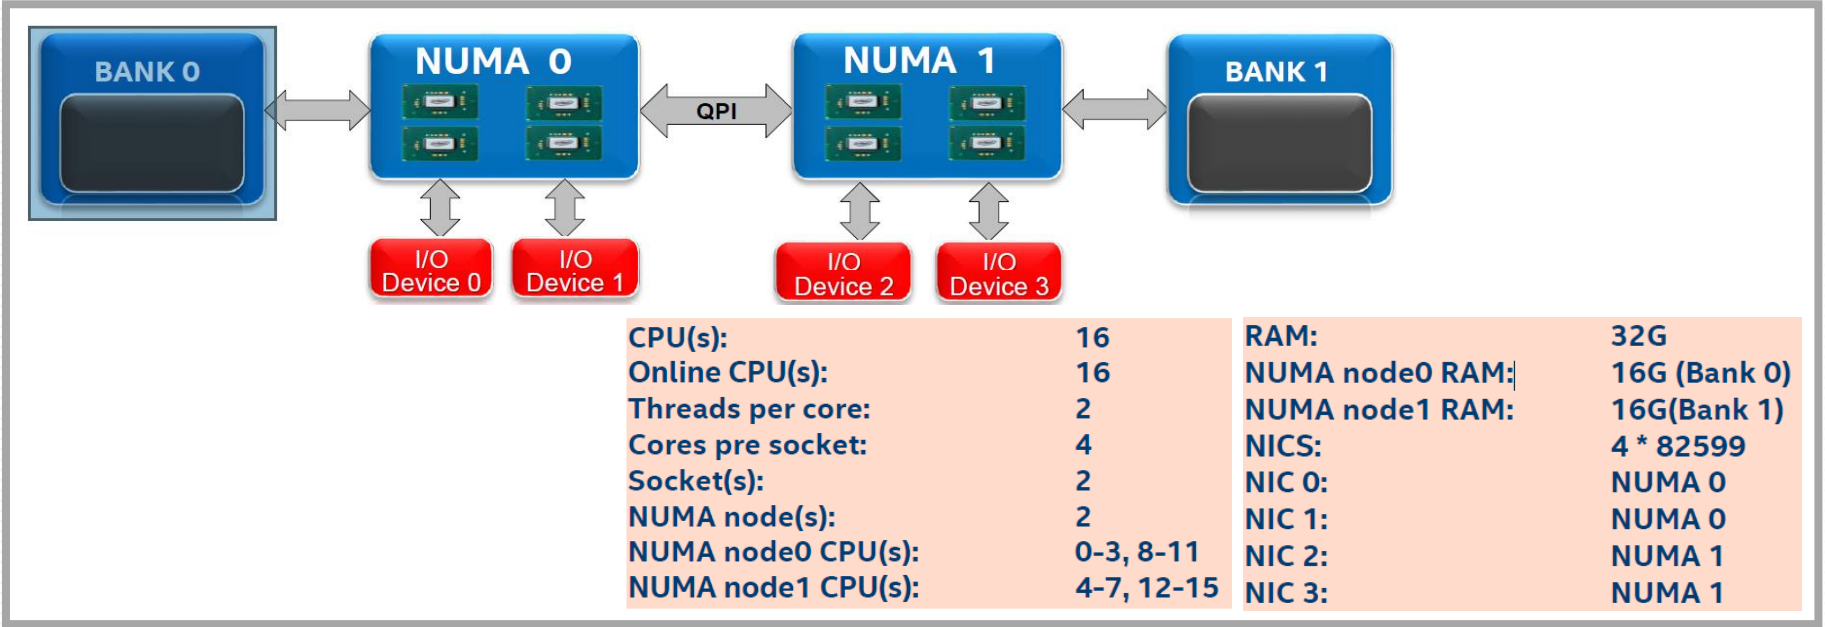 BANK 0
NUMA 0
NUMA 1
BANK 1
QPI
I/O
Device 0
I/O
Device 1
I/O
Device 2
I/O
Device 3
CPU(s): 16
Online CPU(s): 16
Threads per core: 2
Cores pre socket: 4
Socket(s): 2
NUMA node(s): 2
NUMA node0 CPU(s): 0-3, 8-11
NUMA node1 CPU(s): 4-7, 12-15
RAM: 32G
NUMA node0 RAM: 16G (Bank 0)
NUMA node1 RAM: 16G(Bank 1)
NICS: 4 * 82599
NIC 0: NUMA 0
NIC 1: NUMA 0
NIC 2: NUMA 1
NIC 3: NUMA 1